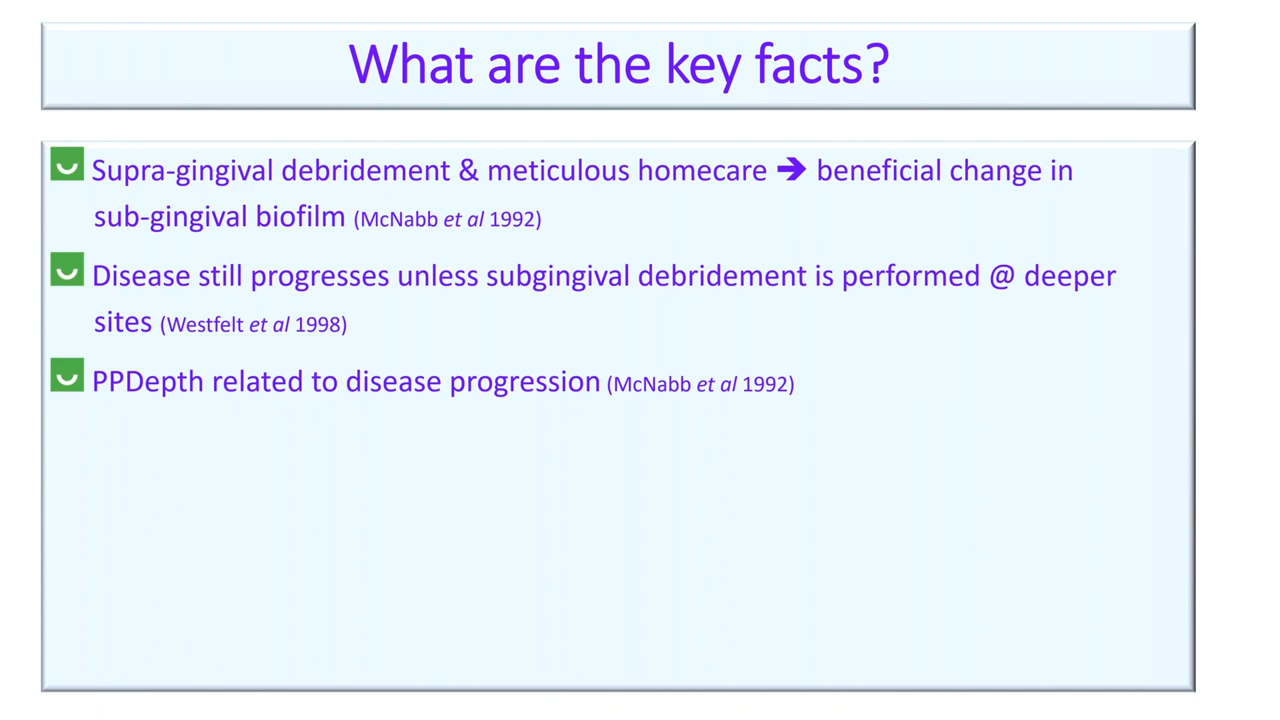 What are the key facts?
Supra-gingival debridement & meticulous homecare ➔ beneficial change in
sub-gingival biofilm (McNabb et al 1992)
Disease still progresses unless subgingival debridement is performed @ deeper
sites (Westfelt et al 1998)
PPDepth related to disease progression (McNabb et al 1992)